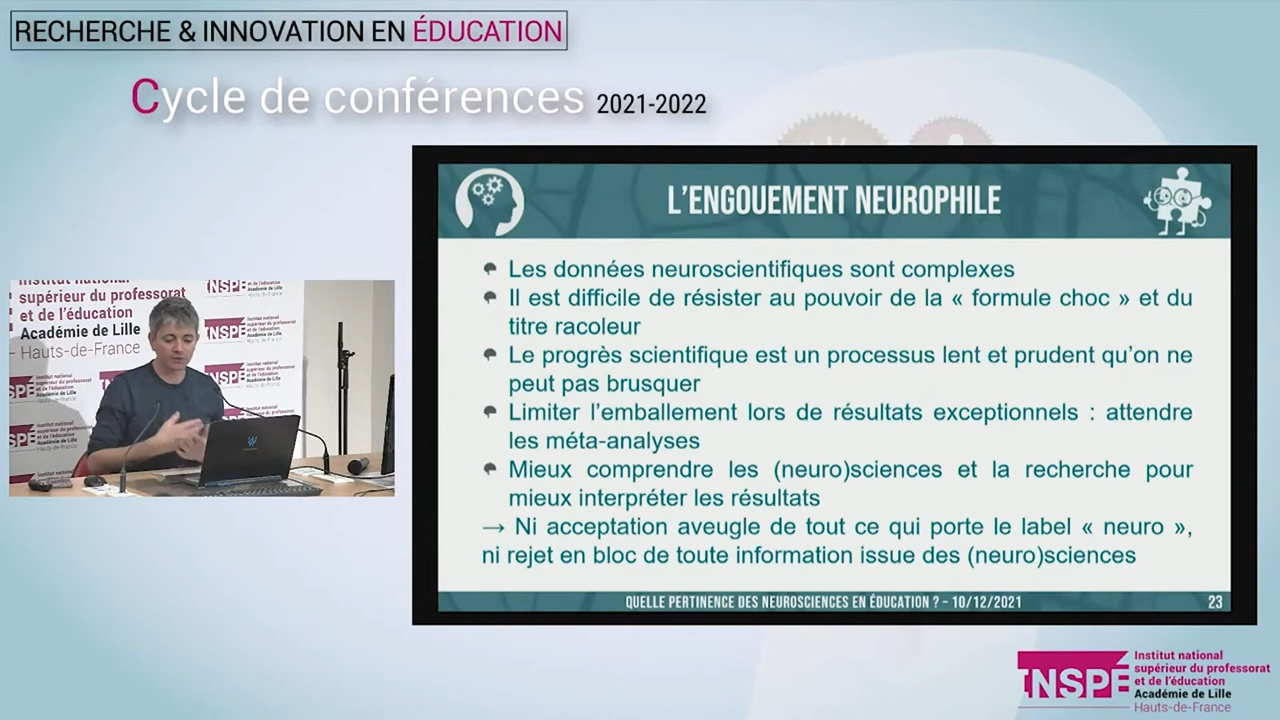 RECHERCHE & INNOVATION EN ÉDUCATION
Cycle de conférences 2021-2022
L'ENGOUEMENT NEUROPHILE
Les données neuroscientifiques sont complexes
Il est difficile de résister au pouvoir de la « formule choc » et du
titre racoleur
Le progrès scientifique est un processus lent et prudent qu'on ne
peut pas brusquer
Limiter l'emballement lors de résultats exceptionnels : attendre
les méta-analyses
Mieux comprendre les (neuro)sciences et la recherche pour
mieux interpréter les résultats
→ Ni acceptation aveugle de tout ce qui porte le label « neuro »,
ni rejet en bloc de toute information issue des (neuro)sciences
QUELLE PERTINENCE DES NEUROSCIENCES EN ÉDUCATION ? – 10/12/2021
23
supérieur du professorat
et de l'éducation
Académie de Lille
Hauts-de-France
INSPÉ
Institut national
supérieur du professorat
et de l'éducation
Académie de Lille
Hauts-de-France